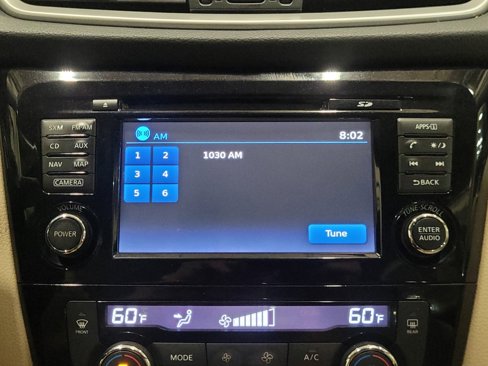 SD
AM 8:02
1 2 1030 AM
3 4
5 6
Tune
SXM FM·AM
CD AUX
NAV MAP
CAMERA
VOLUME
POWER
APPS
BACK
TUNE·SCROLL
ENTER
AUDIO
60°F 60°F
FRONT
MODE
A/C
REAR